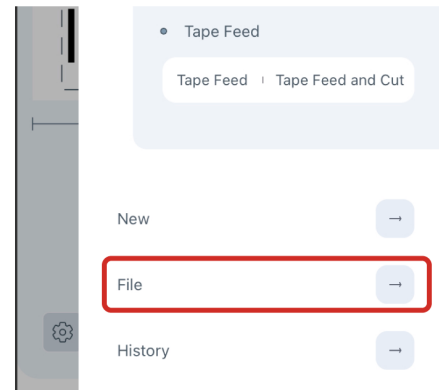 Tape Feed
Tape Feed Tape Feed and Cut
New
File
History